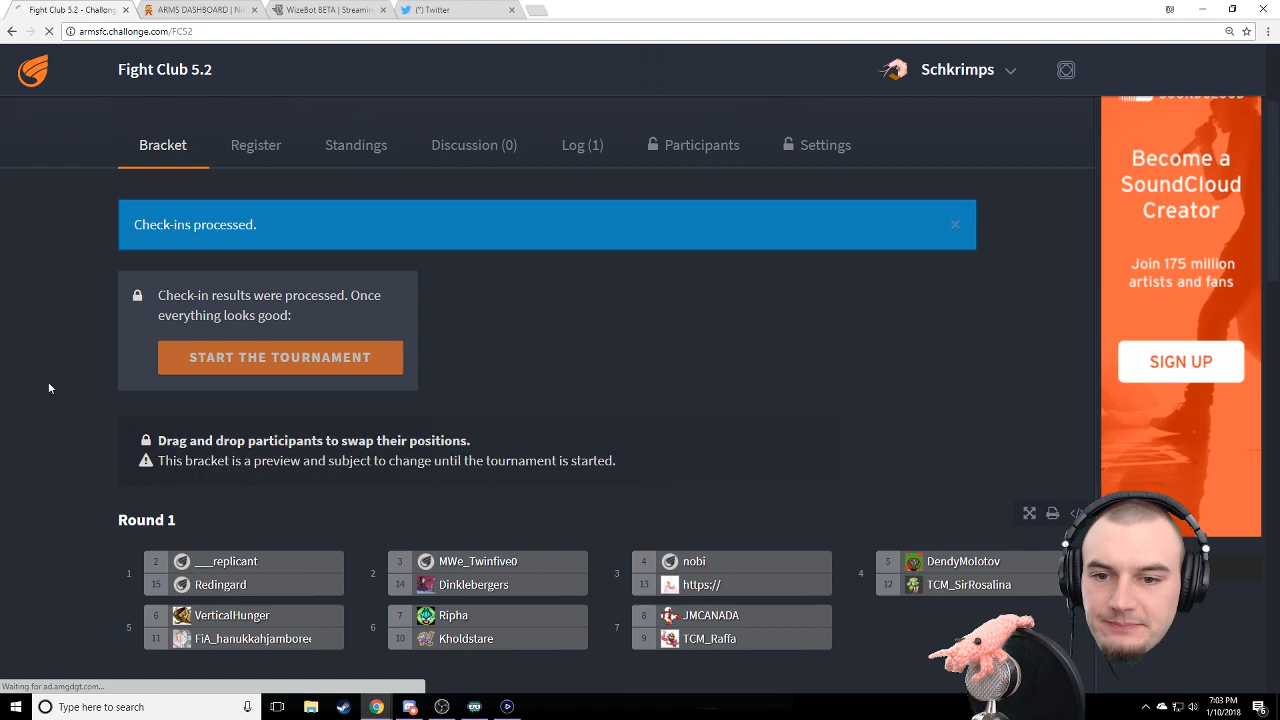 Fight Club 5.2 - Challong
ARMS DASHBOARD | Ni
WizeBot BETA | Streamin
(*) Twitter
armsfc.challonge.com/FC52
Fight Club 5.2
Schkrimps
Bracket
Register
Standings
Discussion (0)
Log (1)
Participants
Settings
Check-ins processed.
Check-in results were processed. Once
everything looks good:
START THE TOURNAMENT
Become a
SoundCloud
Creator
Join 175 million
artists and fans
SIGN UP
Drag and drop participants to swap their positions.
This bracket is a preview and subject to change until the tournament is started.
Round 1
1
2 ___replicant
15 Redingard
2
3 MWe_Twinfive0
14 Dinklebergers
3
4 nobi
13 https://
4
5 DendyMolotov
12 TCM_SirRosalina
5
6 VerticalHunger
11 FiA_hanukkahjamboree
6
7 Ripha
10 Kholdstare
7
8 JMCANADA
9 TCM_Raffa
Waiting for ad.amgdgt.com...
Type here to search
7:03 PM
1/10/2018